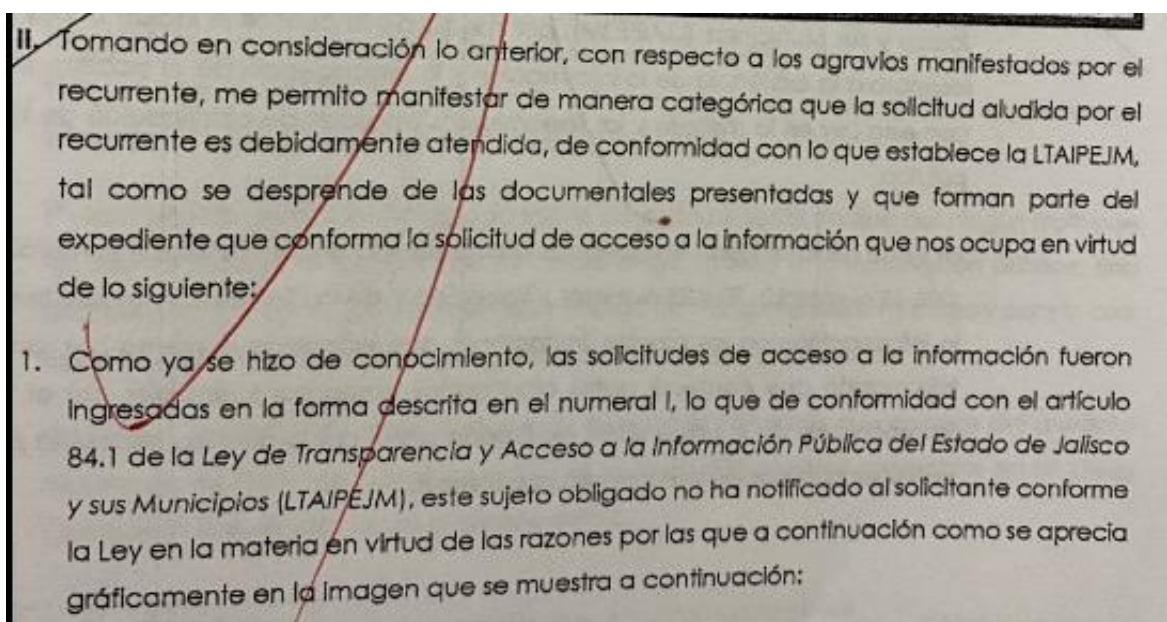 II. Tomando en consideración lo anterior, con respecto a los agravios manifestados por el
recurrente, me permito manifestar de manera categórica que la solicitud aludida por el
recurrente es debidamente atendida, de conformidad con lo que establece la LTAIPEJM,
tal como se desprende de las documentales presentadas y que forman parte del
expediente que conforma la solicitud de acceso a la información que nos ocupa en virtud
de lo siguiente:
1. Como ya se hizo de conocimiento, las solicitudes de acceso a la información fueron
ingresadas en la forma descrita en el numeral I, lo que de conformidad con el artículo
84.1 de la Ley de Transparencia y Acceso a la Información Pública del Estado de Jalisco
y sus Municipios (LTAIPEJM), este sujeto obligado no ha notificado al solicitante conforme
la Ley en la materia en virtud de las razones por las que a continuación como se aprecia
gráficamente en la imagen que se muestra a continuación: